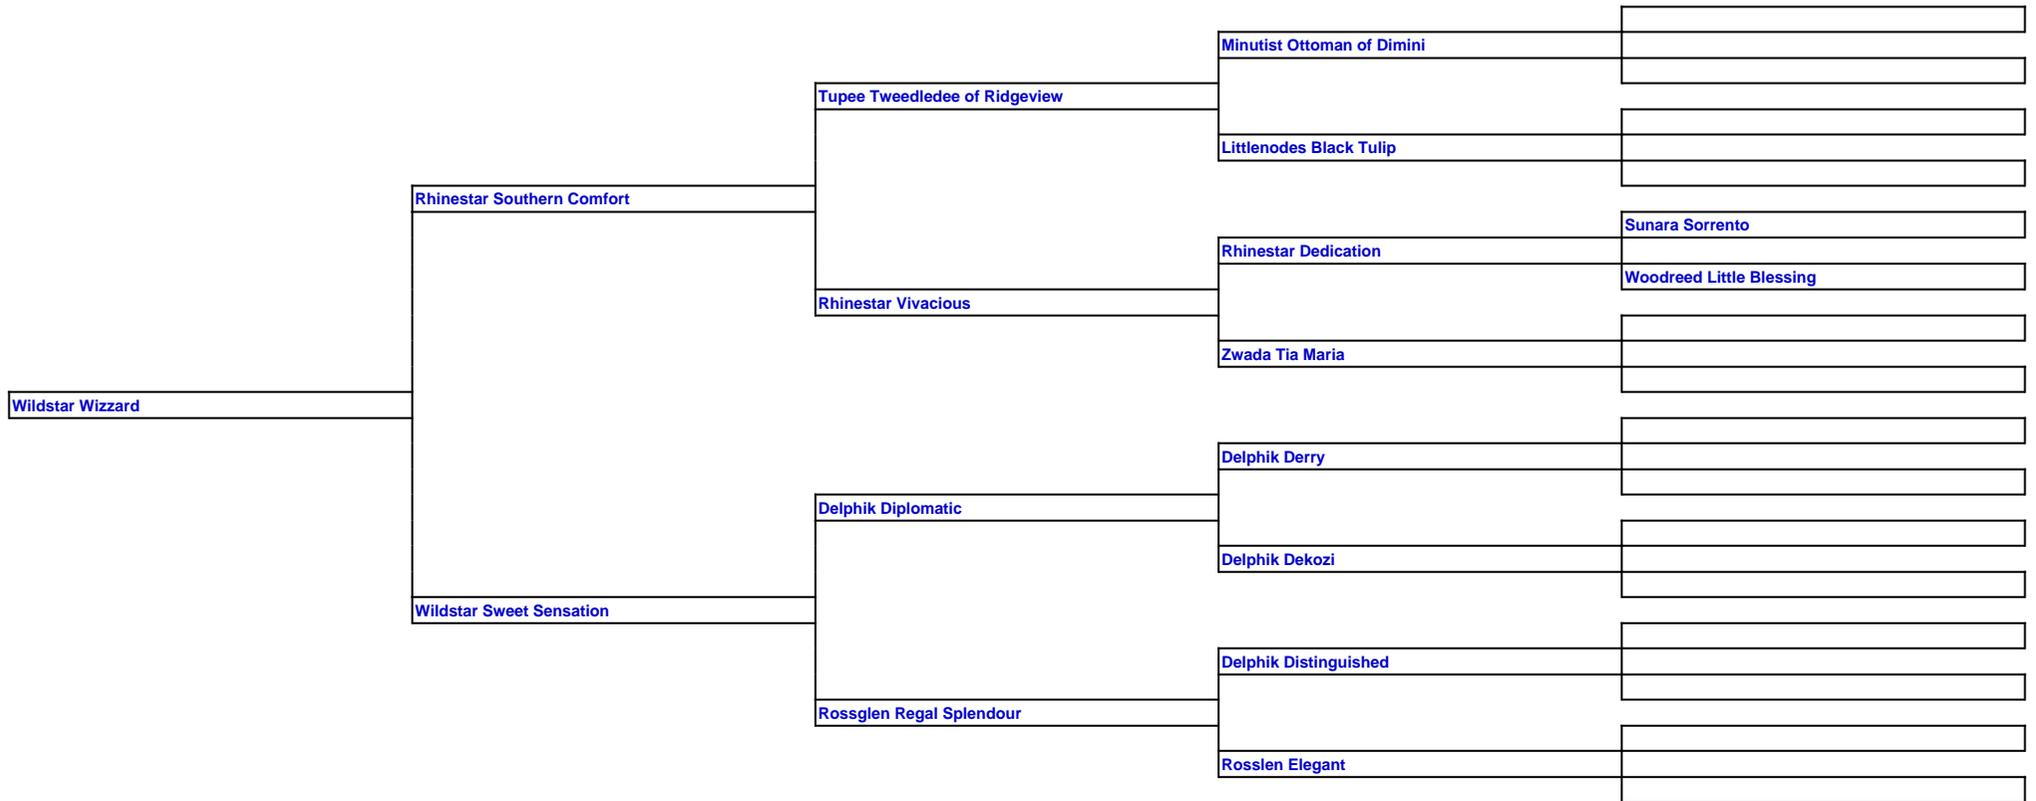 Minutist Ottoman of Dimini
Tupee Tweedledee of Ridgeview
Littlenodes Black Tulip
Rhinestar Southern Comfort
Sunara Sorrento
Rhinestar Dedication
Woodreed Little Blessing
Rhinestar Vivacious
Zwada Tia Maria
Wildstar Wizzard
Delphik Derry
Delphik Diplomatic
Delphik Dekozi
Wildstar Sweet Sensation
Delphik Distinguished
Rossglen Regal Splendour
Rosslen Elegant